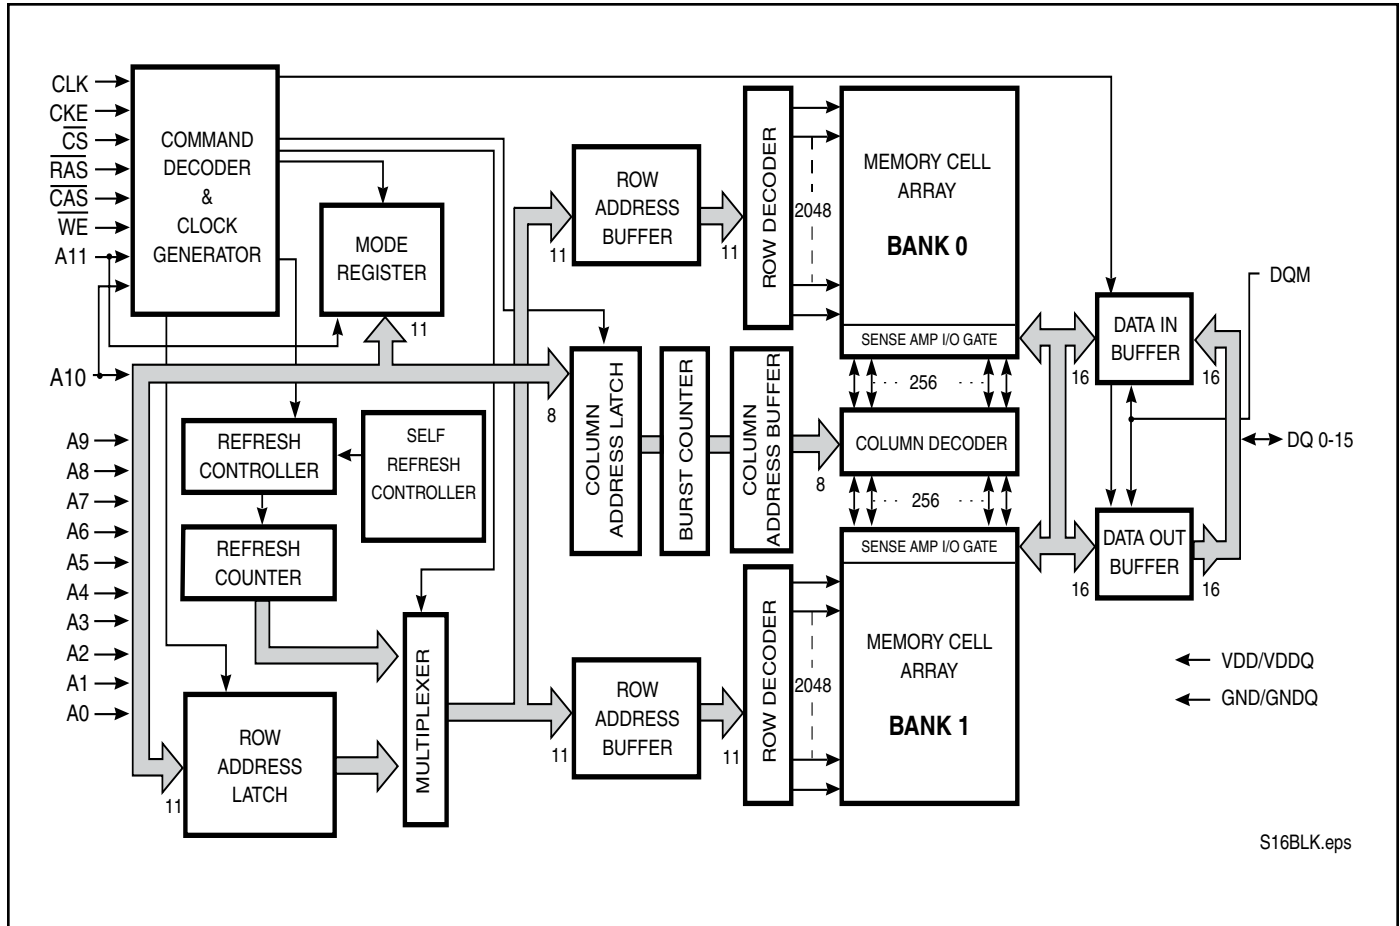 CLK
CKE
C̅S̅
R̅A̅S̅
C̅A̅S̅
W̅E̅
A11
A10
A9
A8
A7
A6
A5
A4
A3
A2
A1
A0
COMMAND
DECODER
&
CLOCK
GENERATOR
MODE
REGISTER
11
REFRESH
CONTROLLER
SELF
REFRESH
CONTROLLER
REFRESH
COUNTER
ROW
ADDRESS
LATCH
11
MULTIPLEXER
ROW
ADDRESS
BUFFER
11
11
ROW DECODER
2048
MEMORY CELL
ARRAY
BANK 0
SENSE AMP I/O GATE
COLUMN
ADDRESS LATCH
8
BURST COUNTER
COLUMN
ADDRESS BUFFER
8
256
COLUMN DECODER
256
ROW
ADDRESS
BUFFER
11
11
ROW DECODER
2048
SENSE AMP I/O GATE
MEMORY CELL
ARRAY
BANK 1
DQM
DATA IN
BUFFER
16
16
DQ 0-15
DATA OUT
BUFFER
16
16
VDD/VDDQ
GND/GNDQ
S16BLK.eps